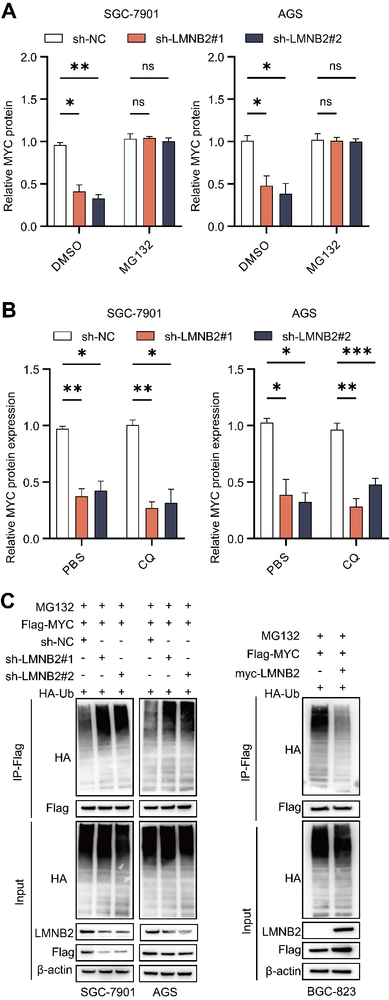 A
SGC-7901 AGS
sh-NC sh-LMNB2#1 sh-LMNB2#2
Relative MYC protein
2.0
1.5
1.0
0.5
0.0
** ns
* ns
DMSO MG132
Relative MYC protein
2.0
1.5
1.0
0.5
0.0
* ns
* ns
DMSO MG132
B
SGC-7901 AGS
sh-NC sh-LMNB2#1 sh-LMNB2#2
Relative MYC protein expression
1.5
1.0
0.5
0.0
* *
** **
PBS CQ
Relative MYC protein expression
1.5
1.0
0.5
0.0
* ***
* **
PBS CQ
C
MG132 + + + + + +
Flag-MYC + + + + + +
sh-NC + - - + - -
sh-LMNB2#1 - + - - + -
sh-LMNB2#2 - - + - - +
HA-Ub + + + + + +
IP-Flag
HA
Flag
Input
HA
LMNB2
Flag
β-actin
SGC-7901 AGS
MG132 + +
Flag-MYC + +
myc-LMNB2 - +
HA-Ub + +
IP-Flag
HA
Flag
Input
HA
LMNB2
Flag
β-actin
BGC-823